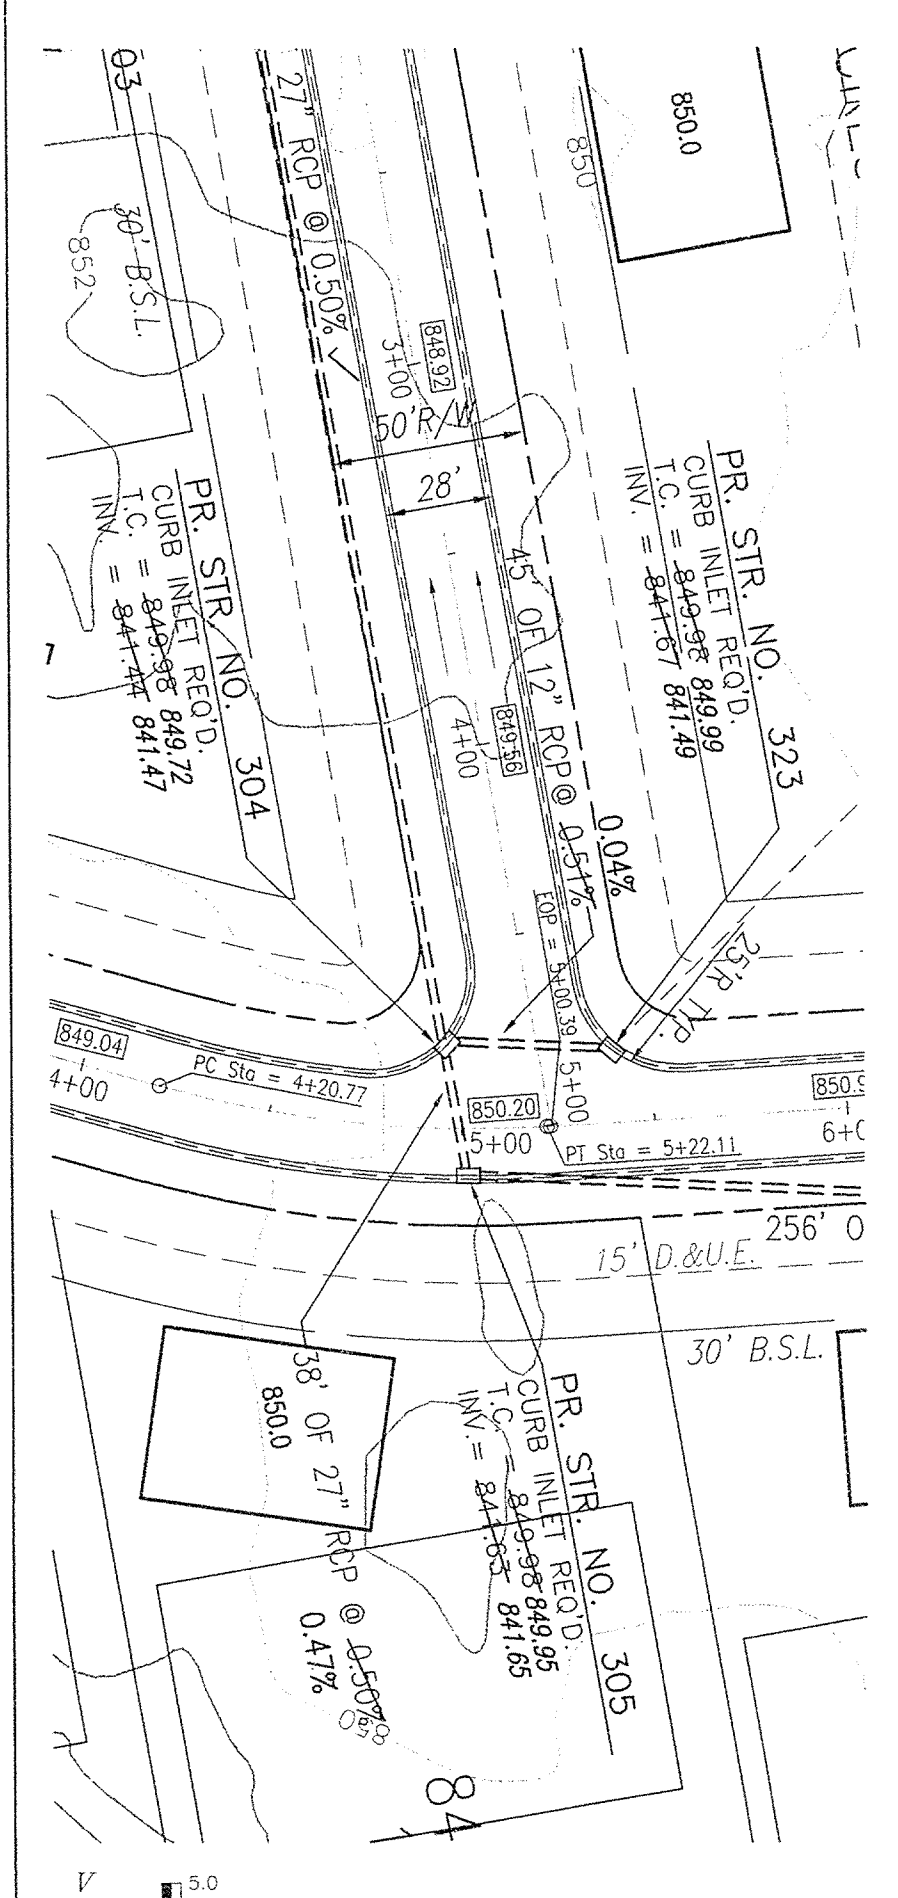 03
30' B.S.L.
852
27" RCP @ 0.50%
850
850.0
848.92
3+00
50'R/W
28'
PR. STR. NO. 304
CURB INLET REQ'D.
T.C. = 849.98 849.72
INV. = 841.44 841.47
PR. STR. NO. 323
CURB INLET REQ'D.
T.C. = 849.98 849.99
INV. = 841.67 841.49
45' OF 12" RCP @ 0.51%
0.04%
4+00
849.56
7
EOP = 5+00.39
25'R TYP.
849.04
4+00
PC Sta = 4+20.77
850.20
5+00
5+00
PT Sta = 5+22.11
850.9
6+0
256' O
15' D.&U.E.
30' B.S.L.
38' OF 27" RCP @ 0.50%
0.47%
850.0
PR. STR. NO. 305
CURB INLET REQ'D.
T.C. = 849.98 849.95
INV. = 841.63 841.65
850
84
V
5.0